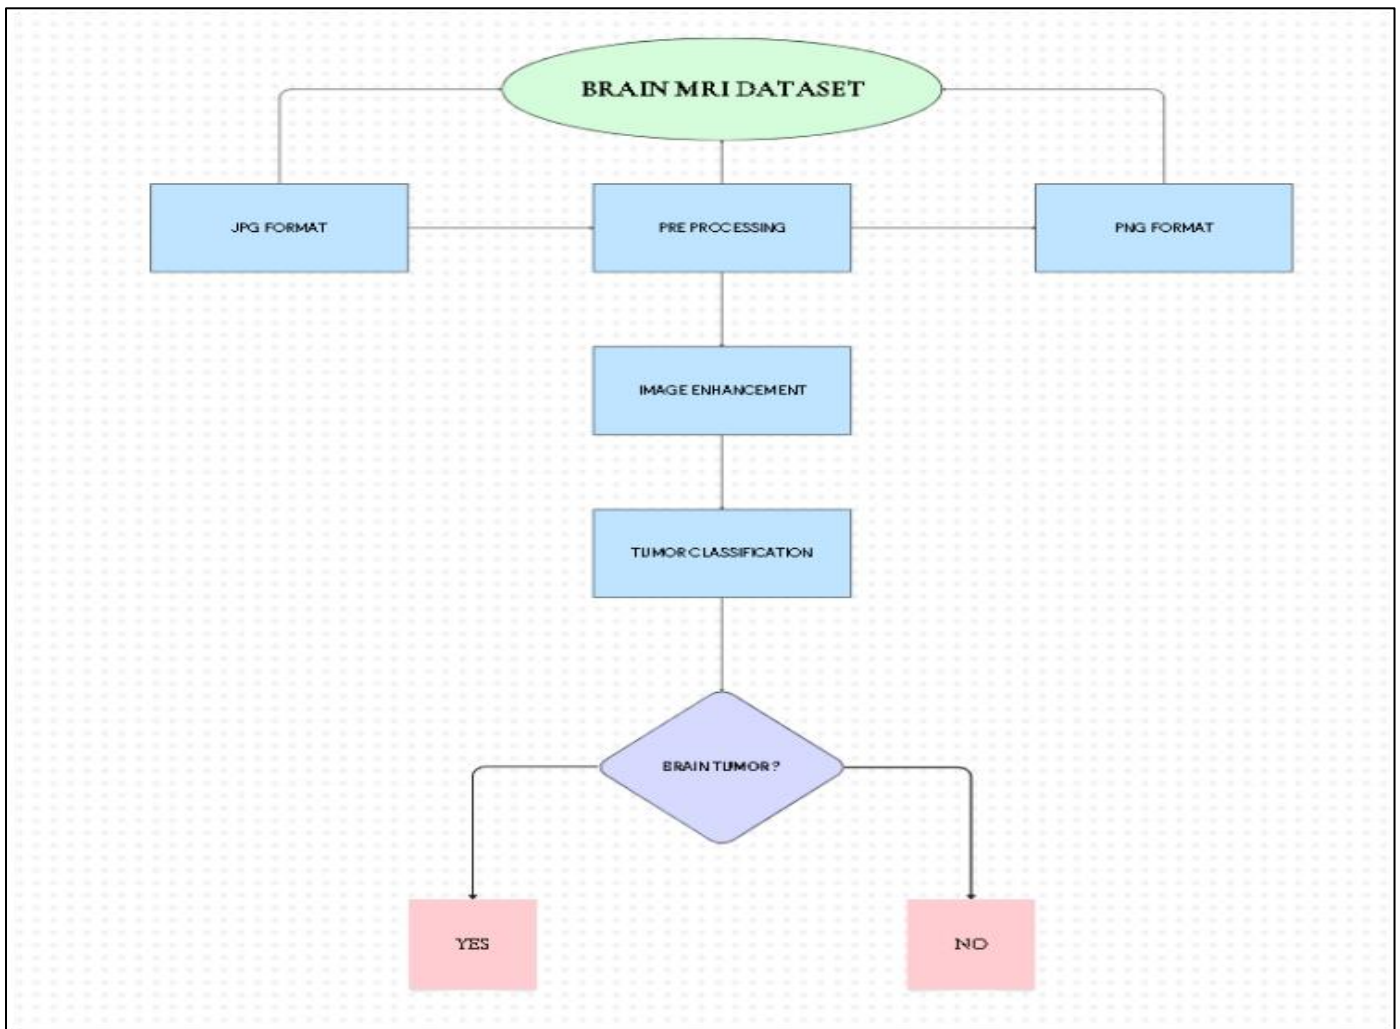 BRAIN MRI DATASET
JPG FORMAT
PRE PROCESSING
PNG FORMAT
IMAGE ENHANCEMENT
TUMOR CLASSIFICATION
BRAIN TUMOR?
YES
NO